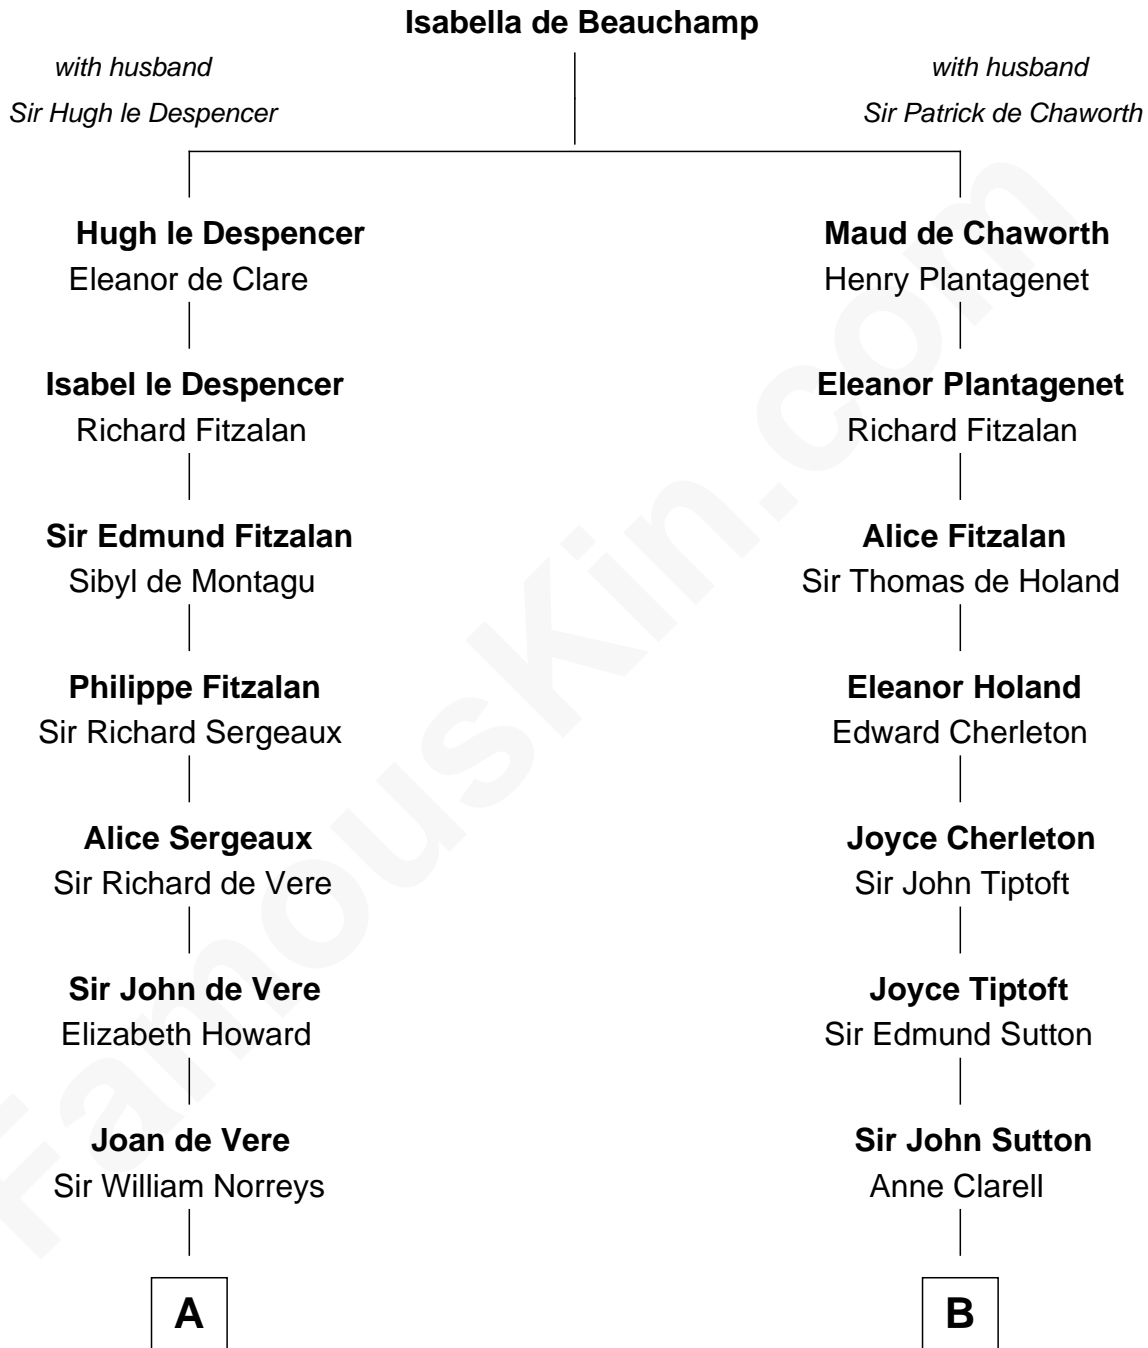 Isabella de Beauchamp
with husband
Sir Hugh le Despencer
with husband
Sir Patrick de Chaworth
Hugh le Despencer
Eleanor de Clare
Maud de Chaworth
Henry Plantagenet
Isabel le Despencer
Richard Fitzalan
Eleanor Plantagenet
Richard Fitzalan
Sir Edmund Fitzalan
Sibyl de Montagu
Alice Fitzalan
Sir Thomas de Holand
Philippe Fitzalan
Sir Richard Sergeaux
Eleanor Holand
Edward Cherleton
Alice Sergeaux
Sir Richard de Vere
Joyce Cherleton
Sir John Tiptoft
Sir John de Vere
Elizabeth Howard
Joyce Tiptoft
Sir Edmund Sutton
Joan de Vere
Sir William Norreys
Sir John Sutton
Anne Clarell
A
B
FamousKin.com